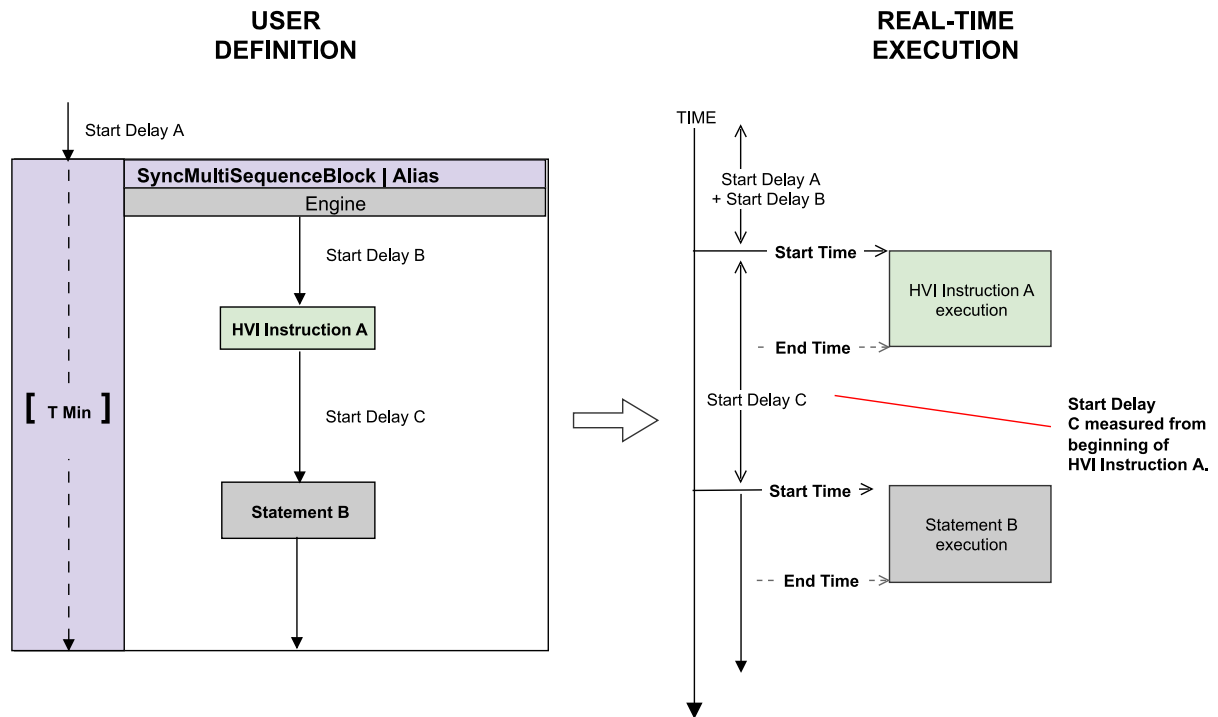 USER
DEFINITION
Start Delay A
SyncMultiSequenceBlock | Alias
Engine
Start Delay B
HVI Instruction A
[ T Min ]
Start Delay C
Statement B
REAL-TIME
EXECUTION
TIME
Start Delay A
+ Start Delay B
Start Time
HVI Instruction A
execution
End Time
Start Delay C
Start Delay
C measured from
beginning of
HVI Instruction A.
Start Time
Statement B
execution
End Time